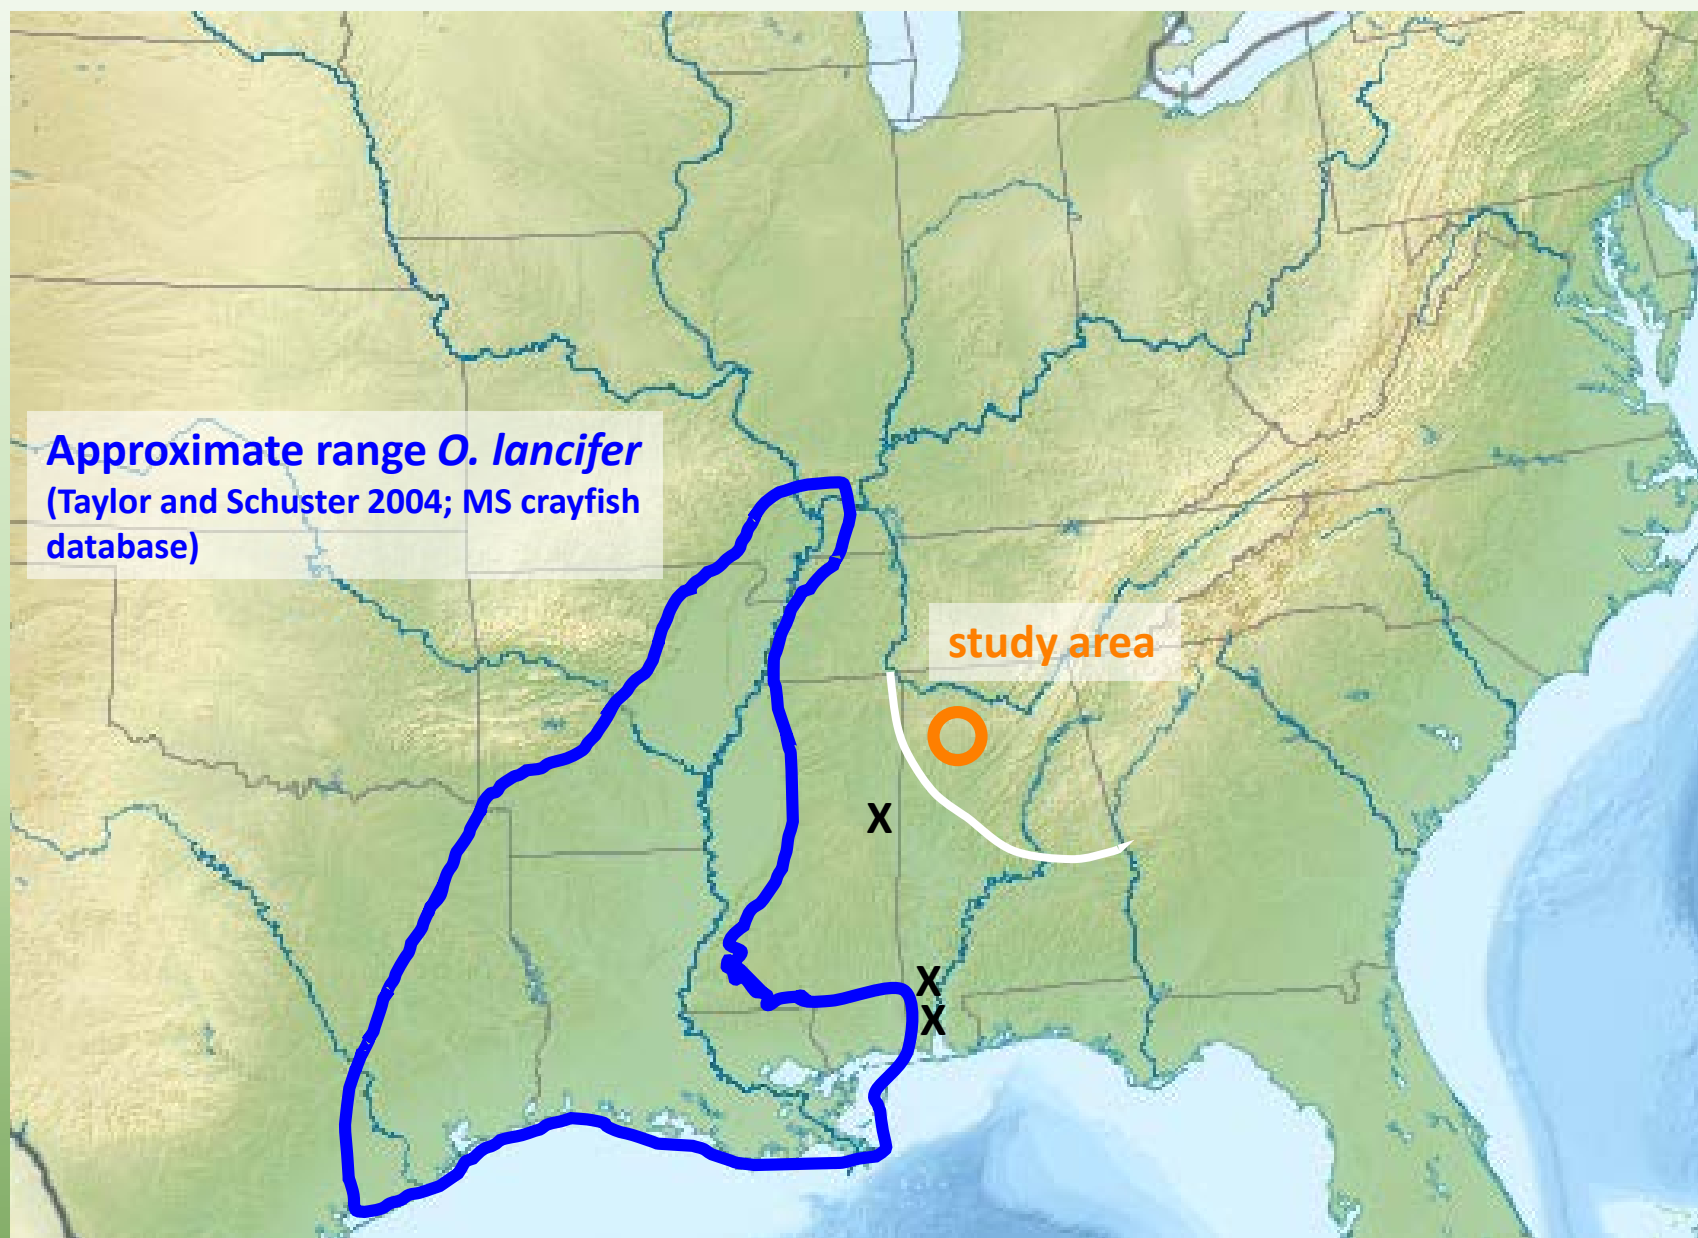 Approximate range O. lancifer
(Taylor and Schuster 2004; MS crayfish
database)
study area
X
X
X